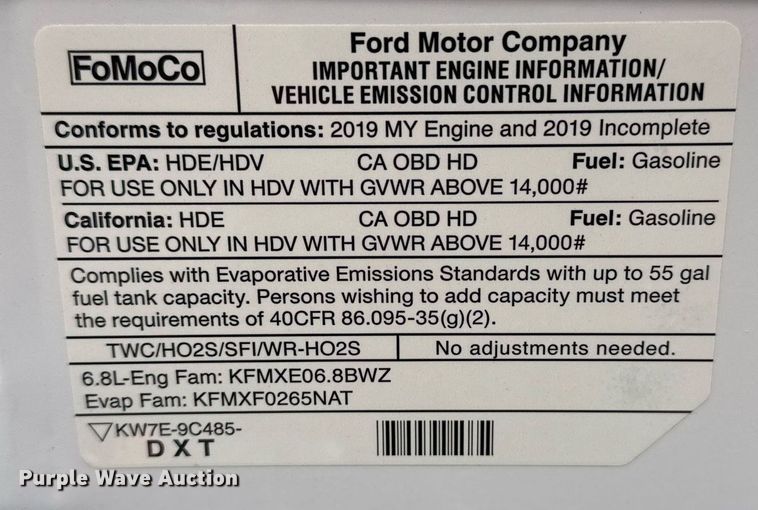 FoMoCo
Ford Motor Company
IMPORTANT ENGINE INFORMATION/
VEHICLE EMISSION CONTROL INFORMATION
Conforms to regulations: 2019 MY Engine and 2019 Incomplete
U.S. EPA: HDE/HDV CA OBD HD Fuel: Gasoline
FOR USE ONLY IN HDV WITH GVWR ABOVE 14,000#
California: HDE CA OBD HD Fuel: Gasoline
FOR USE ONLY IN HDV WITH GVWR ABOVE 14,000#
Complies with Evaporative Emissions Standards with up to 55 gal
fuel tank capacity. Persons wishing to add capacity must meet
the requirements of 40CFR 86.095-35(g)(2).
TWC/HO2S/SFI/WR-HO2S No adjustments needed.
6.8L-Eng Fam: KFMXE06.8BWZ
Evap Fam: KFMXF0265NAT
KW7E-9C485-
D X T
Purple Wave Auction